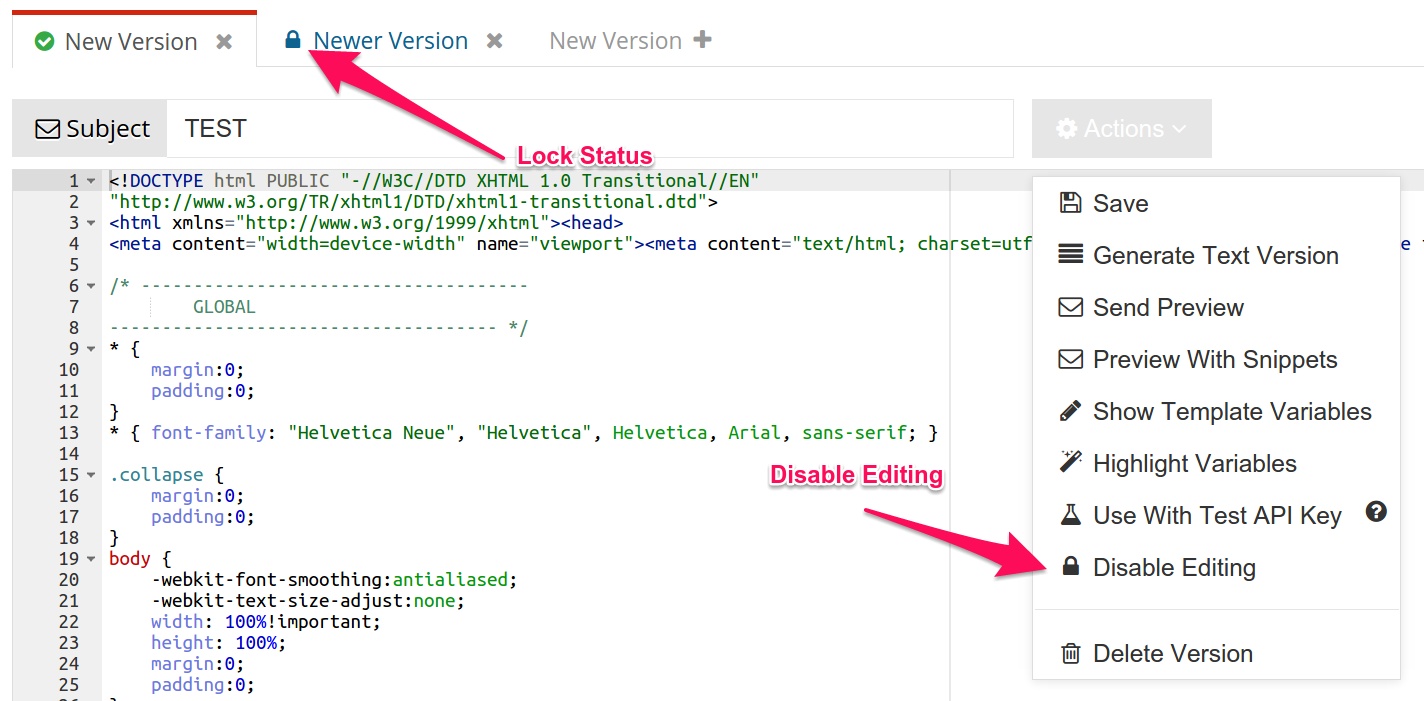 New Version ✖ Newer Version ✖ New Version +
Subject TEST Actions
Lock Status
1 <!DOCTYPE html PUBLIC "-//W3C//DTD XHTML 1.0 Transitional//EN"
2 "http://www.w3.org/TR/xhtml1/DTD/xhtml1-transitional.dtd">
3 <html xmlns="http://www.w3.org/1999/xhtml"><head>
4 <meta content="width=device-width" name="viewport"><meta content="text/html; charset=utf
5
6 /* -------------------------------------
7 GLOBAL
8 ------------------------------------- */
9 * {
10 margin:0;
11 padding:0;
12 }
13 * { font-family: "Helvetica Neue", "Helvetica", Helvetica, Arial, sans-serif; }
14
15 .collapse {
16 margin:0;
17 padding:0;
18 }
19 body {
20 -webkit-font-smoothing:antialiased;
21 -webkit-text-size-adjust:none;
22 width: 100%!important;
23 height: 100%;
24 margin:0;
25 padding:0;
Disable Editing
Save
Generate Text Version
Send Preview
Preview With Snippets
Show Template Variables
Highlight Variables
Use With Test API Key ?
Disable Editing
Delete Version